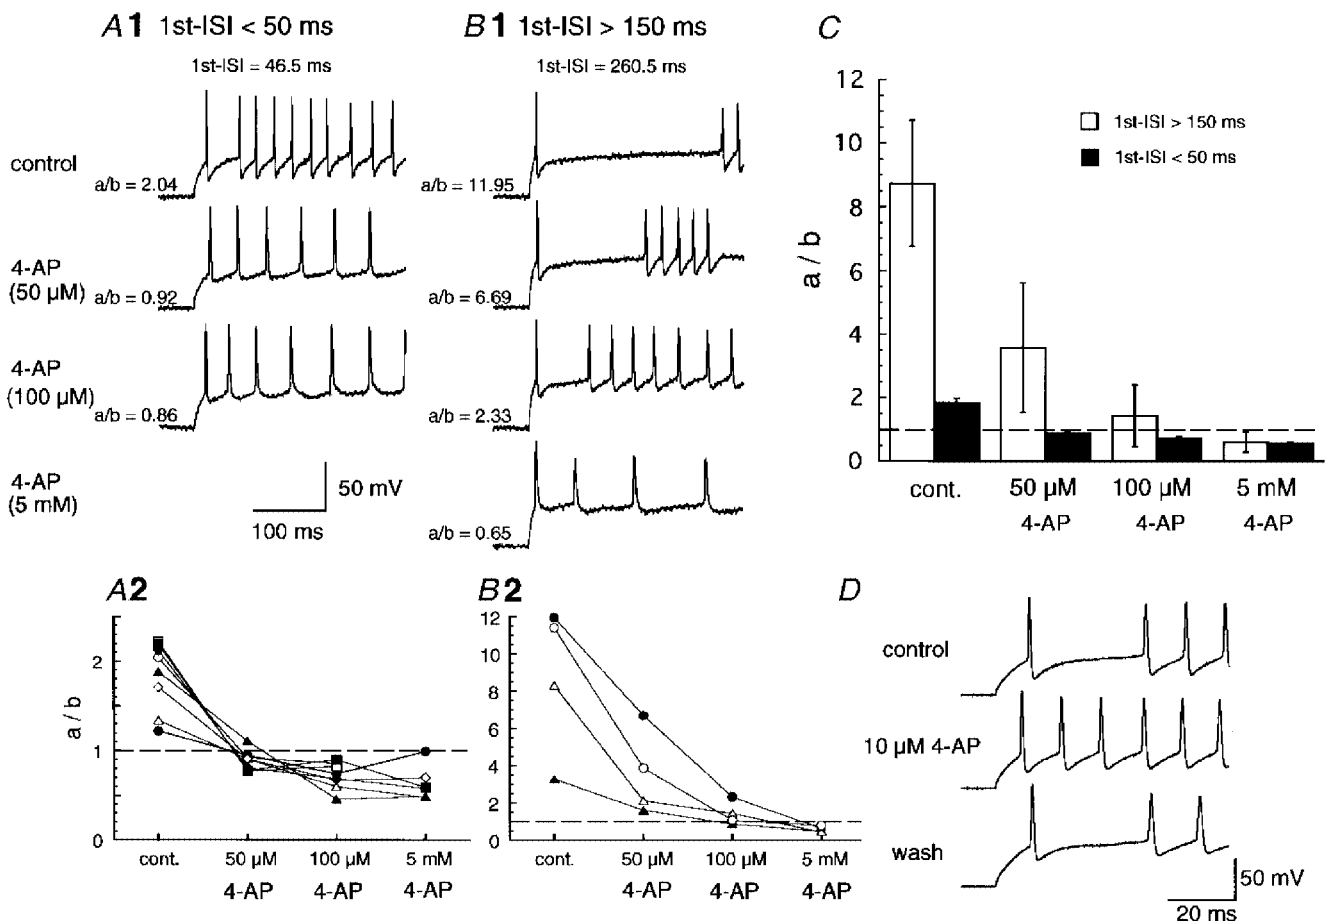 A1 1st-ISI < 50 ms
1st-ISI = 46.5 ms
control
a/b = 2.04
4-AP
(50 µM)
a/b = 0.92
4-AP
(100 µM)
a/b = 0.86
4-AP
(5 mM)
50 mV
100 ms
B1 1st-ISI > 150 ms
1st-ISI = 260.5 ms
a/b = 11.95
a/b = 6.69
a/b = 2.33
a/b = 0.65
C
12
10
8
6
4
2
0
a / b
1st-ISI > 150 ms
1st-ISI < 50 ms
cont. 50 µM 100 µM 5 mM
4-AP 4-AP 4-AP
A2
2
1
0
a / b
cont. 50 µM 100 µM 5 mM
4-AP 4-AP 4-AP
B2
12
10
8
6
4
2
0
cont. 50 µM 100 µM 5 mM
4-AP 4-AP 4-AP
D
control
10 µM 4-AP
wash
50 mV
20 ms